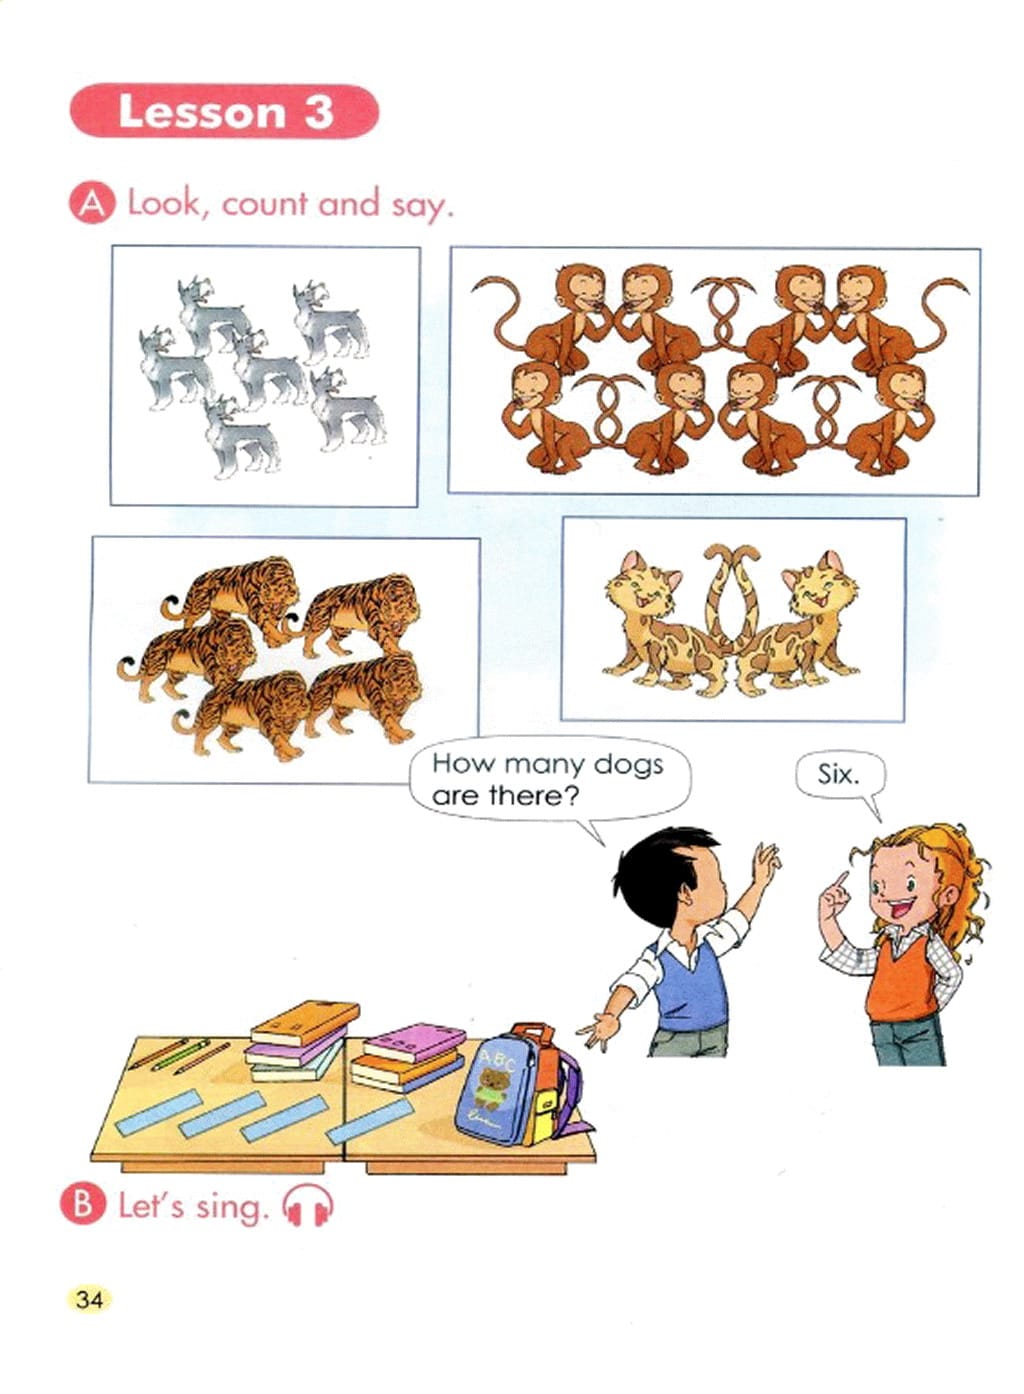 Lesson 3
A Look, count and say.
How many dogs
are there?
Six.
ABC
B Let's sing.
34